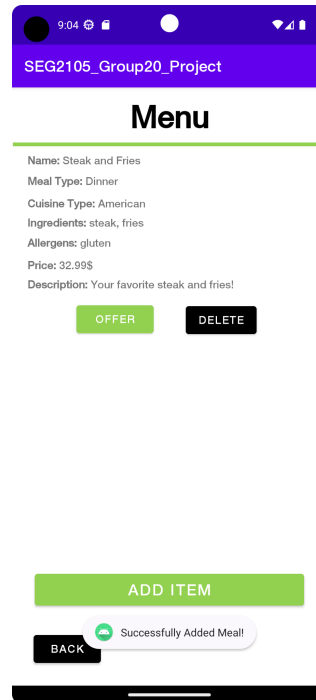 9:04
SEG2105_Group20_Project
Menu
Name: Steak and Fries
Meal Type: Dinner
Cuisine Type: American
Ingredients: steak, fries
Allergens: gluten
Price: 32.99$
Description: Your favorite steak and fries!
OFFER DELETE
ADD ITEM
Successfully Added Meal!
BACK